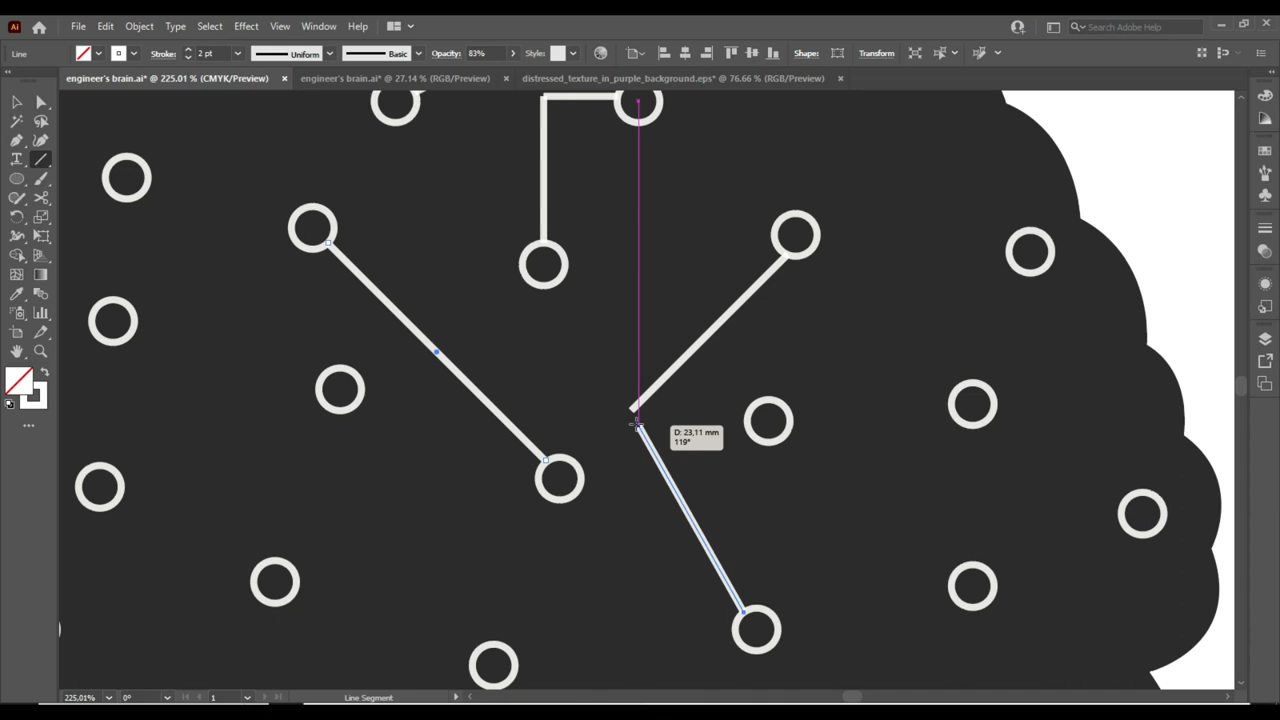 Ai File Edit Object Type Select Effect View Window Help Search Adobe Help
Line Stroke: 2 pt Uniform Basic Opacity: 83% Style: Shape: Transform
engineer's brain.ai* @ 225.01 % (CMYK/Preview) × engineer's brain.ai* @ 27.14 % (RGB/Preview) × distressed_texture_in_purple_background.eps* @ 76.66 % (RGB/Preview) ×
D: 23,11 mm
119°
225,01% 0° 1 Line Segment